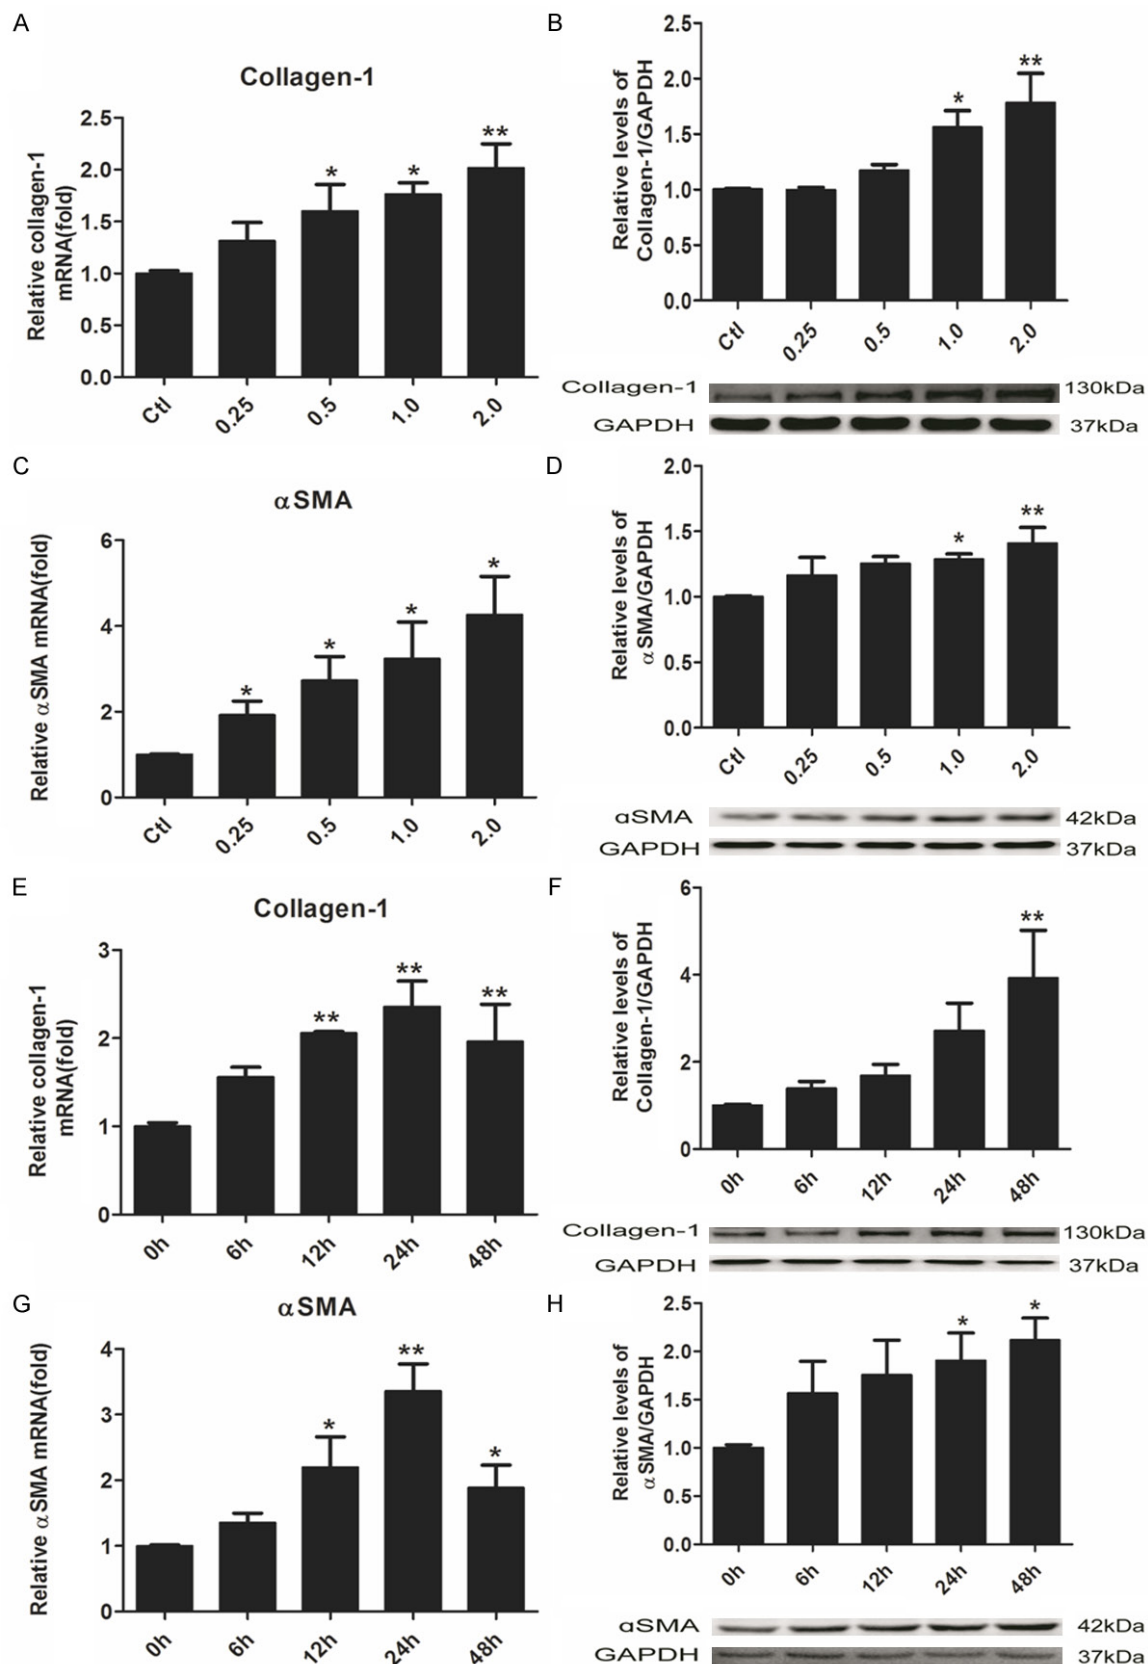 A
Collagen-1
Relative collagen-1
mRNA(fold)
2.5
2.0
1.5
1.0
0.5
0.0
**
*
*
Ctl 0.25 0.5 1.0 2.0
B
Relative levels of
Collagen-1/GAPDH
2.5
2.0
1.5
1.0
0.5
0.0
**
*
Ctl 0.25 0.5 1.0 2.0
Collagen-1 130kDa
GAPDH 37kDa
C
αSMA
Relative αSMA mRNA(fold)
6
4
2
0
*
*
*
*
Ctl 0.25 0.5 1.0 2.0
D
Relative levels of
αSMA/GAPDH
2.0
1.5
1.0
0.5
0.0
**
*
Ctl 0.25 0.5 1.0 2.0
αSMA 42kDa
GAPDH 37kDa
E
Collagen-1
Relative collagen-1
mRNA(fold)
3
2
1
0
**
**
**
0h 6h 12h 24h 48h
F
Relative levels of
Collagen-1/GAPDH
6
4
2
0
**
0h 6h 12h 24h 48h
Collagen-1 130kDa
GAPDH 37kDa
G
αSMA
Relative αSMA mRNA(fold)
4
3
2
1
0
**
*
*
0h 6h 12h 24h 48h
H
Relative levels of
αSMA/GAPDH
2.5
2.0
1.5
1.0
0.5
0.0
*
*
0h 6h 12h 24h 48h
αSMA 42kDa
GAPDH 37kDa